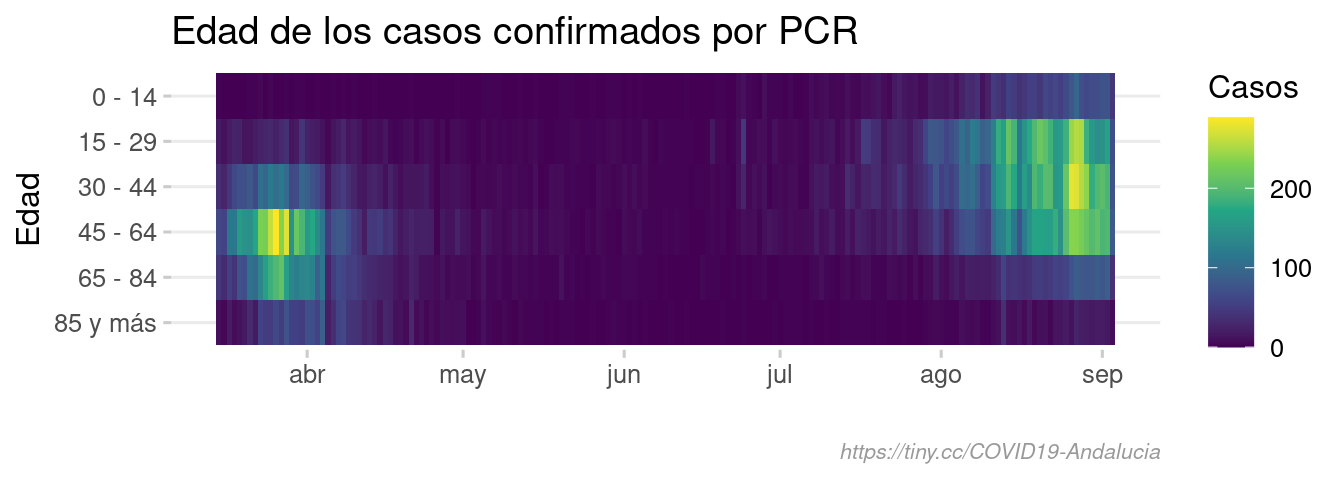 Edad de los casos confirmados por PCR
Edad
0 - 14
15 - 29
30 - 44
45 - 64
65 - 84
85 y más
abr may jun jul ago sep
Casos
200
100
0
https://tiny.cc/COVID19-Andalucia